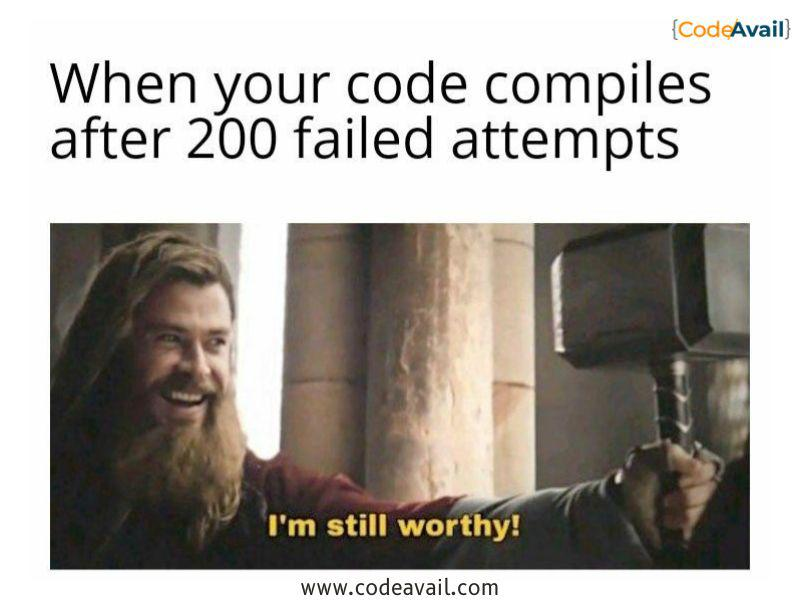 {CodeAvail}
When your code compiles
after 200 failed attempts
I'm still worthy!
www.codeavail.com